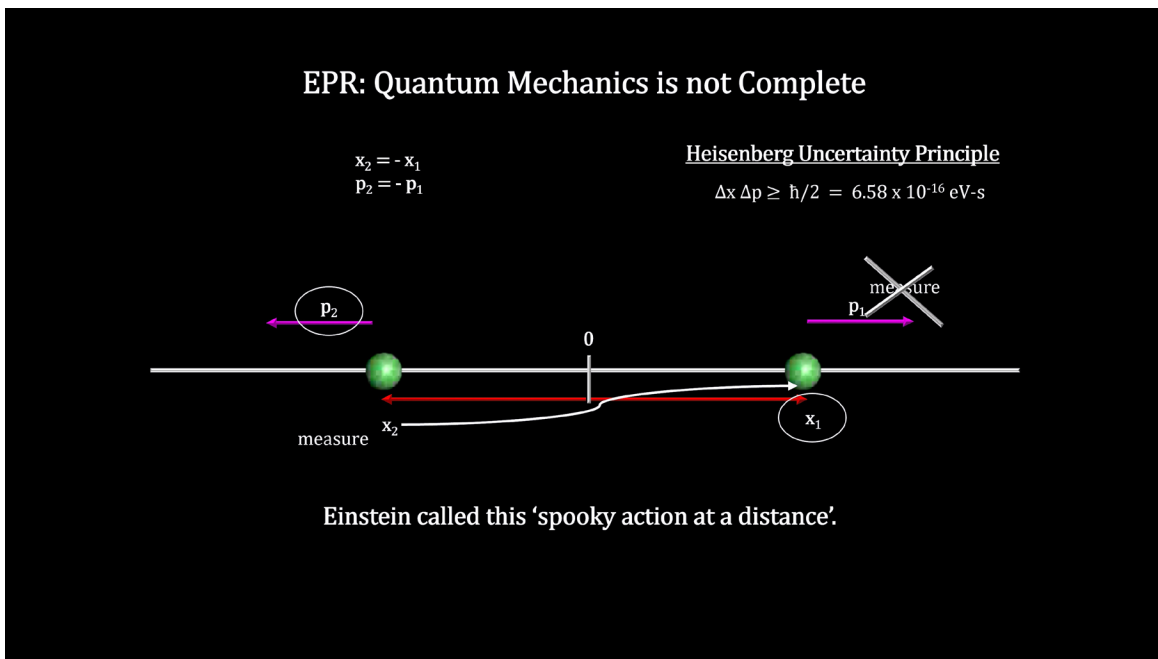 EPR: Quantum Mechanics is not Complete
x₂ = - x₁
p₂ = - p₁
Heisenberg Uncertainty Principle
Δx Δp ≥ ħ/2 = 6.58 x 10⁻¹⁶ eV-s
measure
p₂
p₁
0
x₂
x₁
measure
Einstein called this ‘spooky action at a distance’.